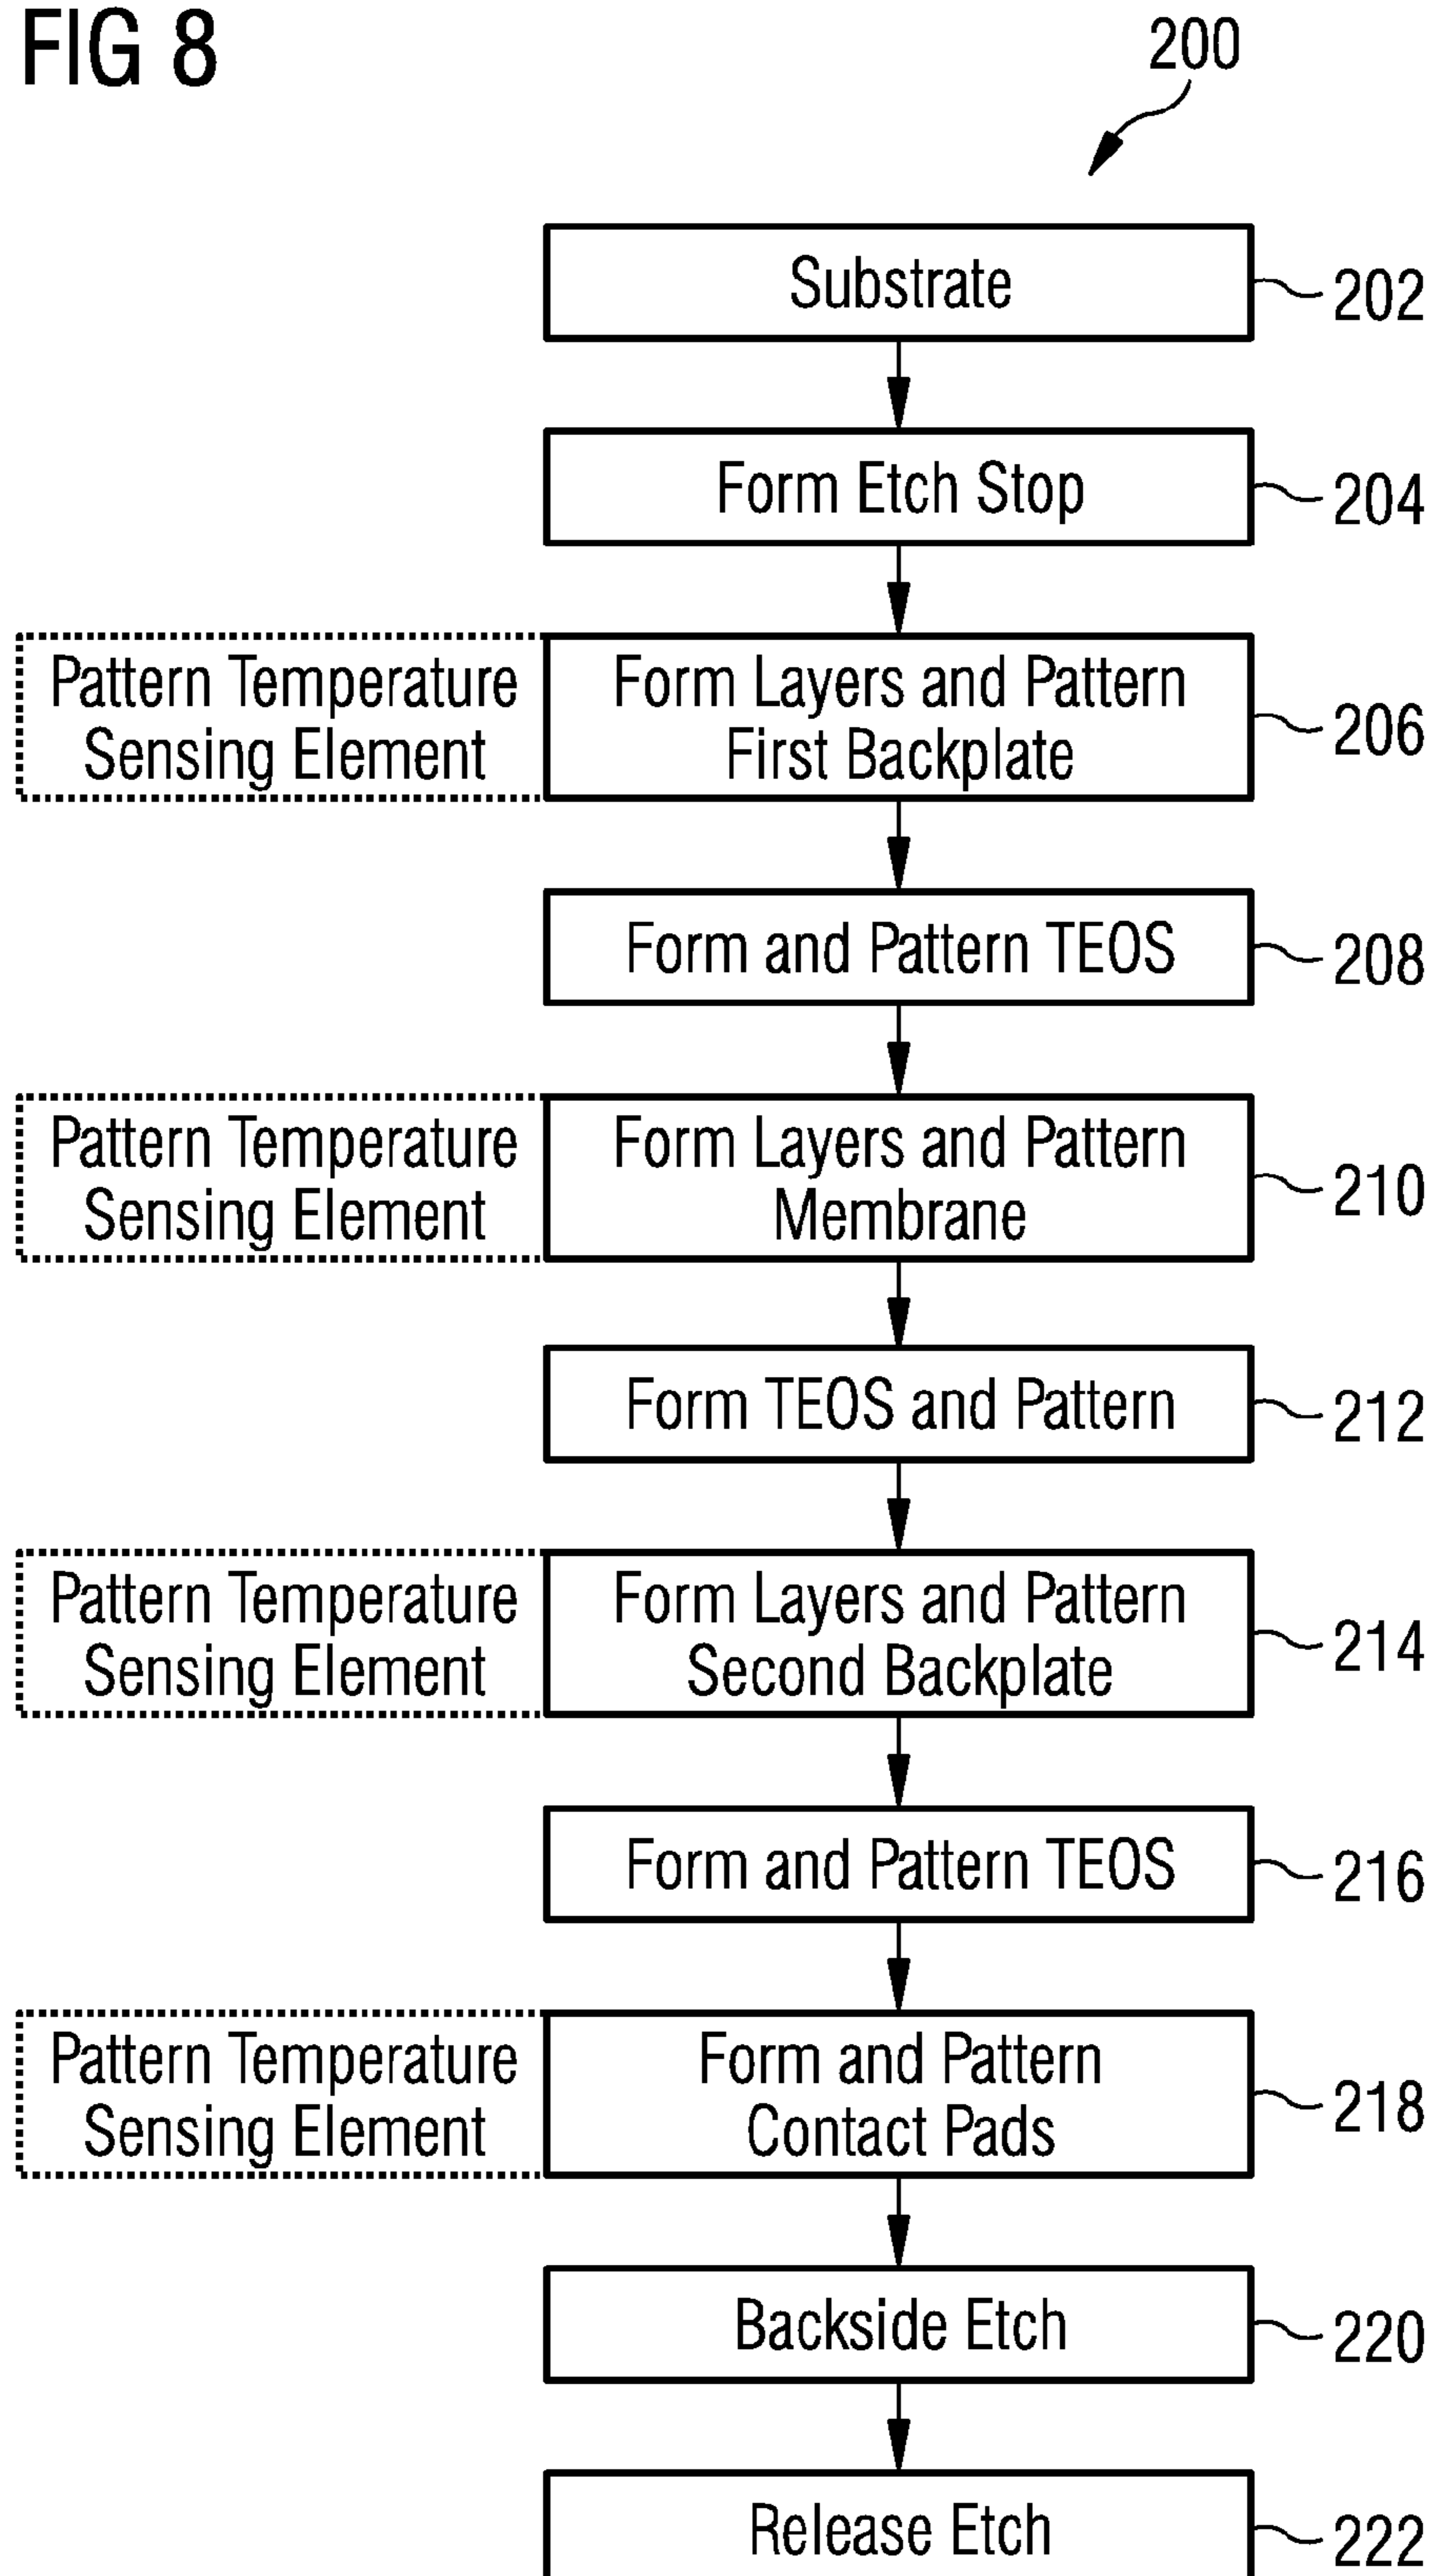 FIG 8
200
Substrate
202
Form Etch Stop
204
Pattern Temperature
Sensing Element
Form Layers and Pattern
First Backplate
206
Form and Pattern TEOS
208
Pattern Temperature
Sensing Element
Form Layers and Pattern
Membrane
210
Form TEOS and Pattern
212
Pattern Temperature
Sensing Element
Form Layers and Pattern
Second Backplate
214
Form and Pattern TEOS
216
Pattern Temperature
Sensing Element
Form and Pattern
Contact Pads
218
Backside Etch
220
Release Etch
222